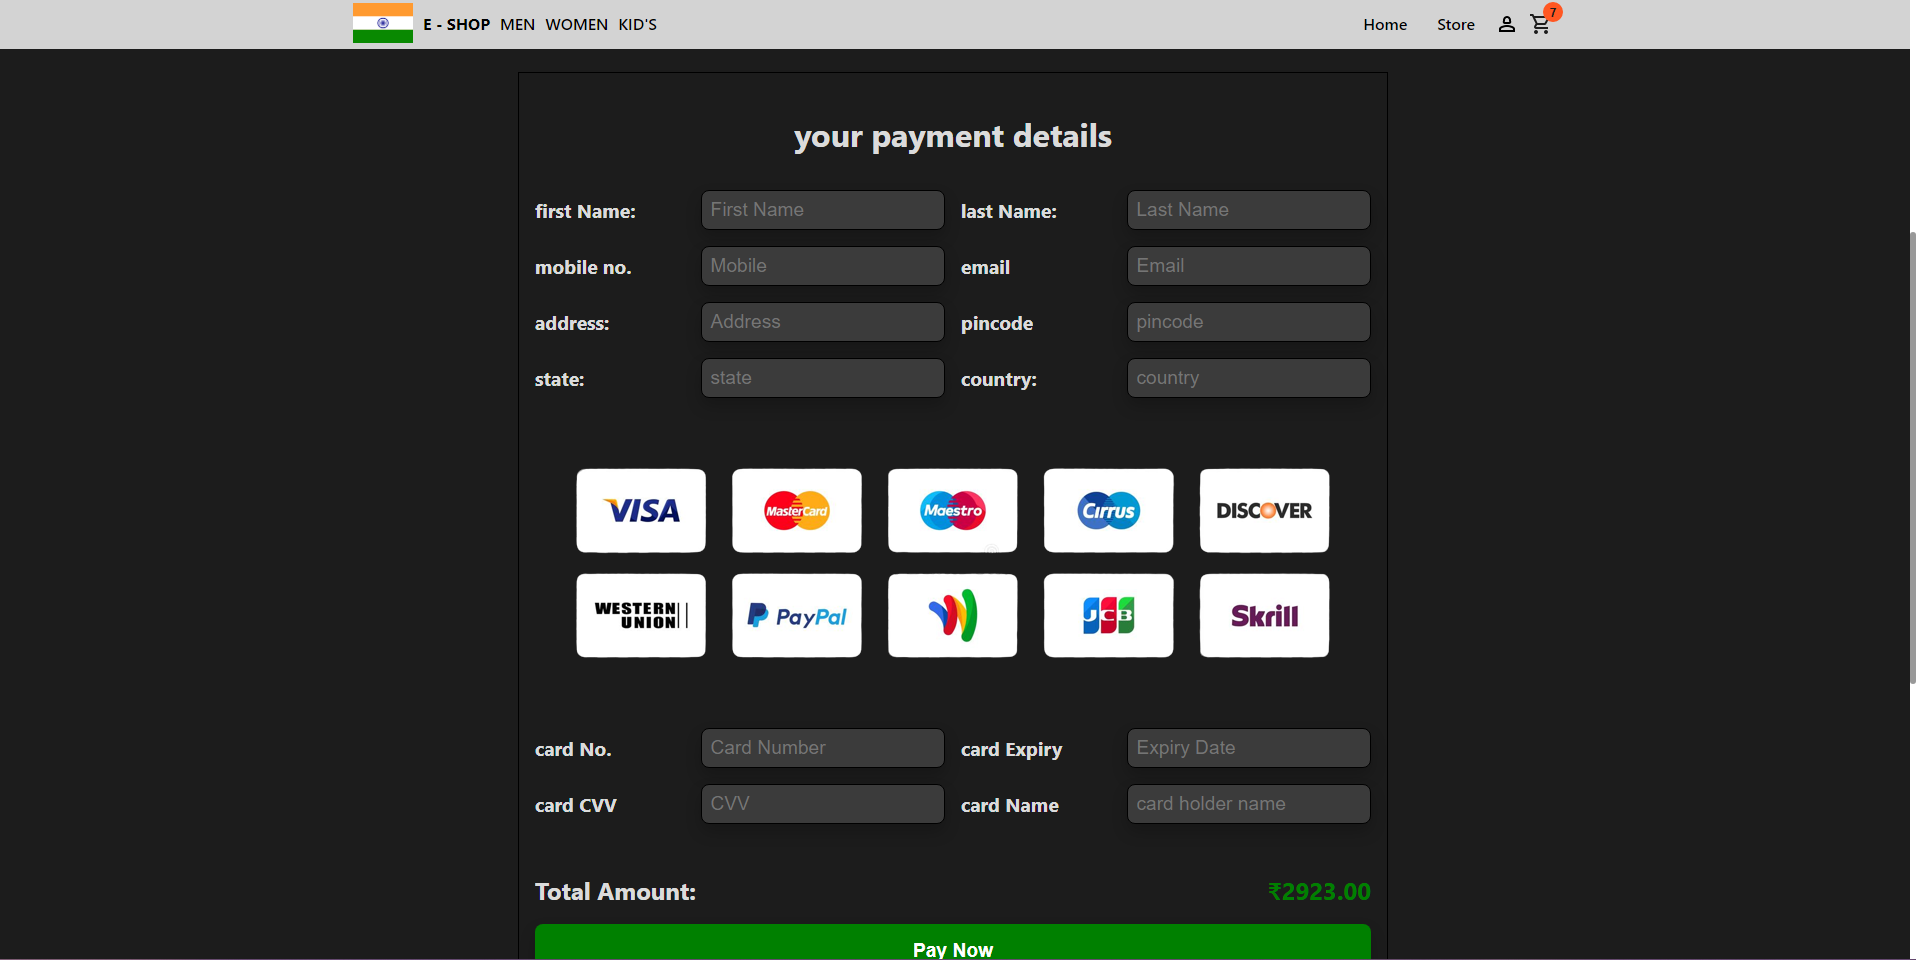 E - SHOP MEN WOMEN KID'S Home Store 7
your payment details
first Name: First Name last Name: Last Name
mobile no. Mobile email Email
address: Address pincode pincode
state: state country: country
VISA MasterCard Maestro Cirrus DISCOVER
WESTERN UNION PayPal JCB Skrill
card No. Card Number card Expiry Expiry Date
card CVV CVV card Name card holder name
Total Amount: ₹2923.00
Pay Now